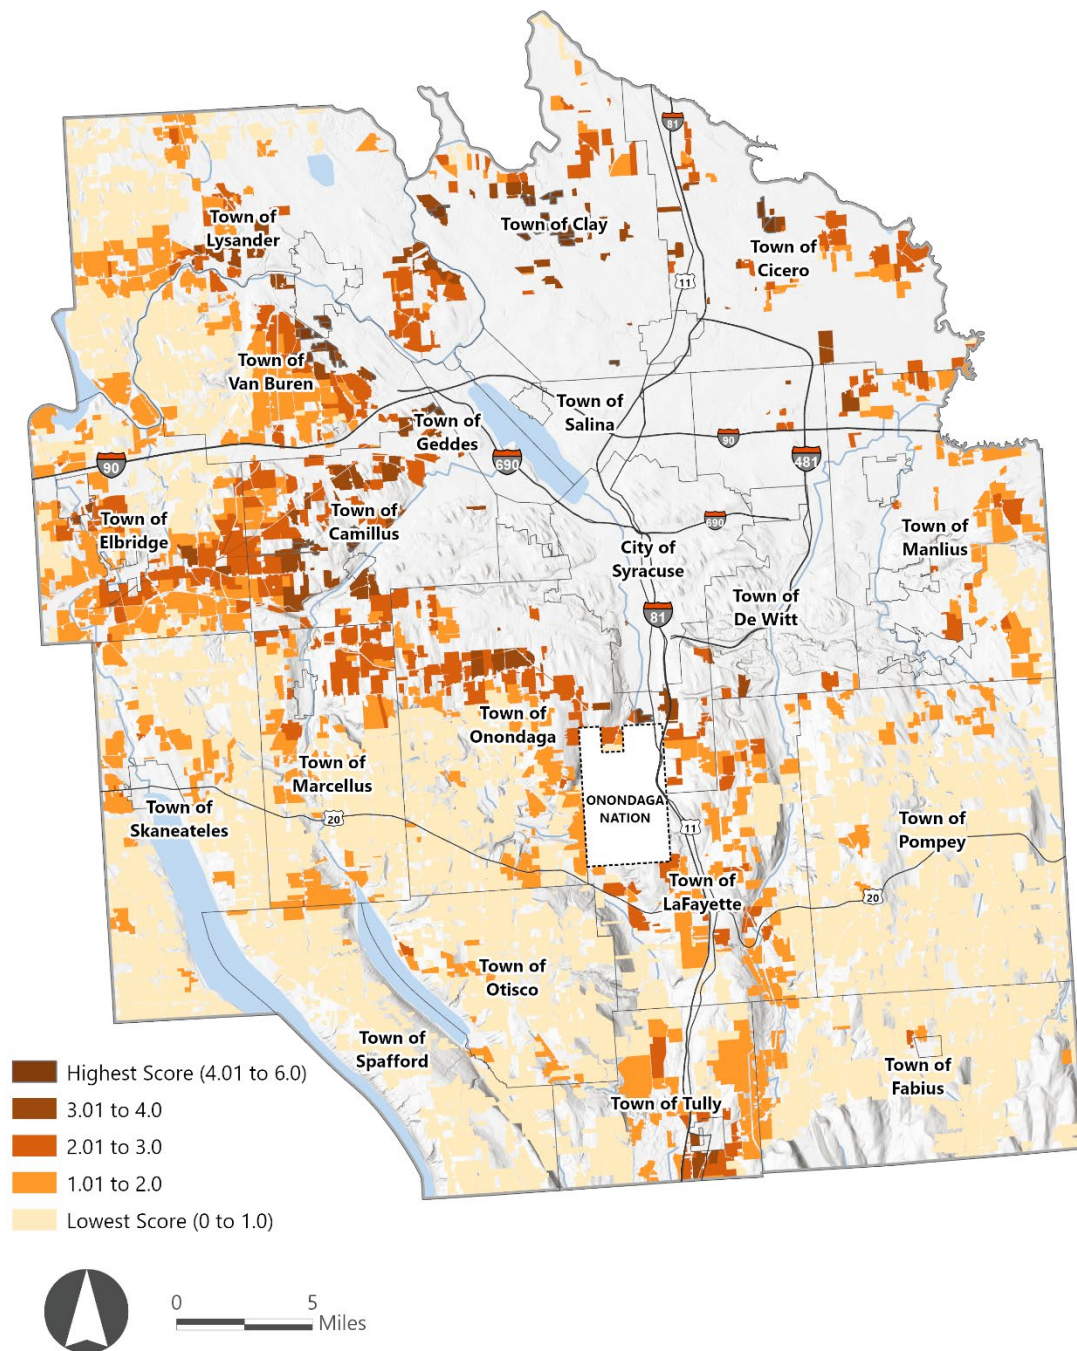 81
Town of
Lysander
Town of Clay
Town of
Cicero
11
Town of
Van Buren
Town of
Salina
Town of
Geddes
90
90
690
481
Town of
Elbridge
Town of
Camillus
690
Town of
Manlius
City of
Syracuse
Town of
De Witt
81
Town of
Onondaga
Town of
Marcellus
ONONDAGA
NATION
Town of
Skaneateles
20
11
Town of
Pompey
Town of
LaFayette
20
Town of
Otisco
Town of
Spafford
Town of
Fabius
Town of Tully
Highest Score (4.01 to 6.0)
3.01 to 4.0
2.01 to 3.0
1.01 to 2.0
Lowest Score (0 to 1.0)
0 5
Miles